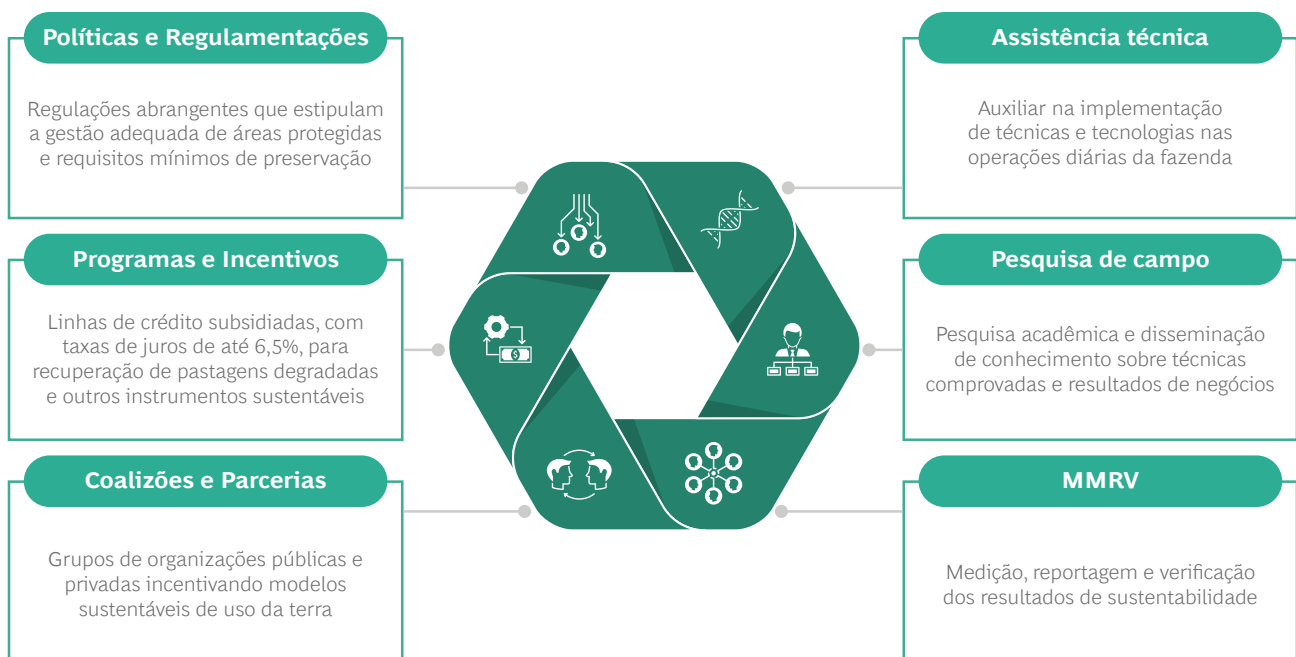 Políticas e Regulamentações
Regulações abrangentes que estipulam
a gestão adequada de áreas protegidas
e requisitos mínimos de preservação
Programas e Incentivos
Linhas de crédito subsidiadas, com
taxas de juros de até 6,5%, para
recuperação de pastagens degradadas
e outros instrumentos sustentáveis
Coalizões e Parcerias
Grupos de organizações públicas e
privadas incentivando modelos
sustentáveis de uso da terra
$
Assistência técnica
Auxiliar na implementação
de técnicas e tecnologias nas
operações diárias da fazenda
Pesquisa de campo
Pesquisa acadêmica e disseminação
de conhecimento sobre técnicas
comprovadas e resultados de negócios
MMRV
Medição, reportagem e verificação
dos resultados de sustentabilidade